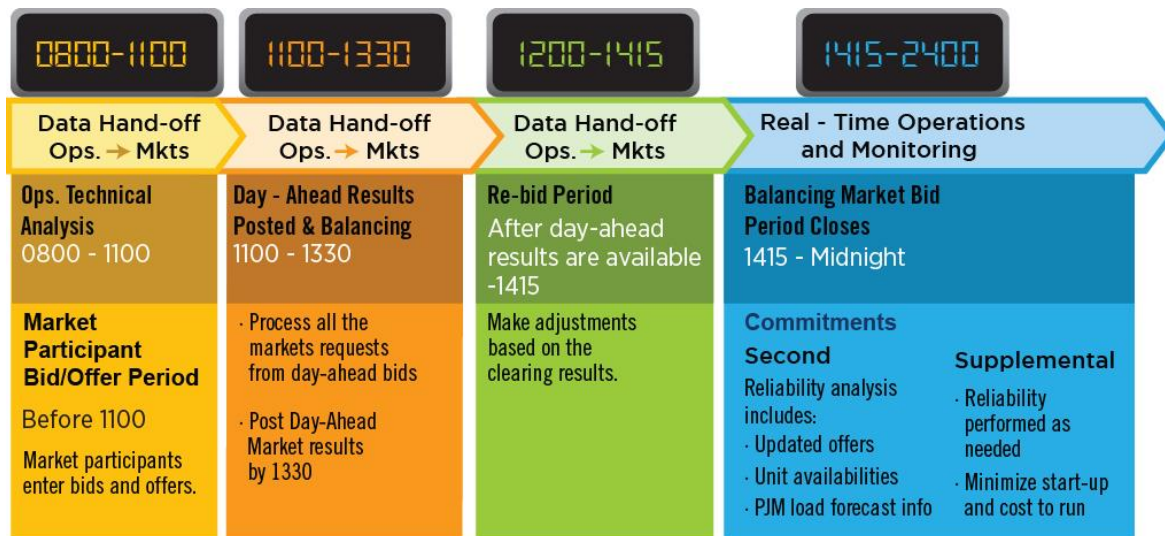 0800-1100
1100-1330
1200-1415
1415-2400
Data Hand-off
Ops. → Mkts
Data Hand-off
Ops. → Mkts
Data Hand-off
Ops. → Mkts
Real - Time Operations
and Monitoring
Ops. Technical
Analysis
0800 - 1100
Day - Ahead Results
Posted & Balancing
1100 - 1330
Re-bid Period
After day-ahead
results are available
-1415
Balancing Market Bid
Period Closes
1415 - Midnight
Market
Participant
Bid/Offer Period
Before 1100
Market participants
enter bids and offers.
· Process all the
markets requests
from day-ahead bids
· Post Day-Ahead
Market results
by 1330
Make adjustments
based on the
clearing results.
Commitments
Second
Reliability analysis
includes:
· Updated offers
· Unit availabilities
· PJM load forecast info
Supplemental
· Reliability
performed as
needed
· Minimize start-up
and cost to run